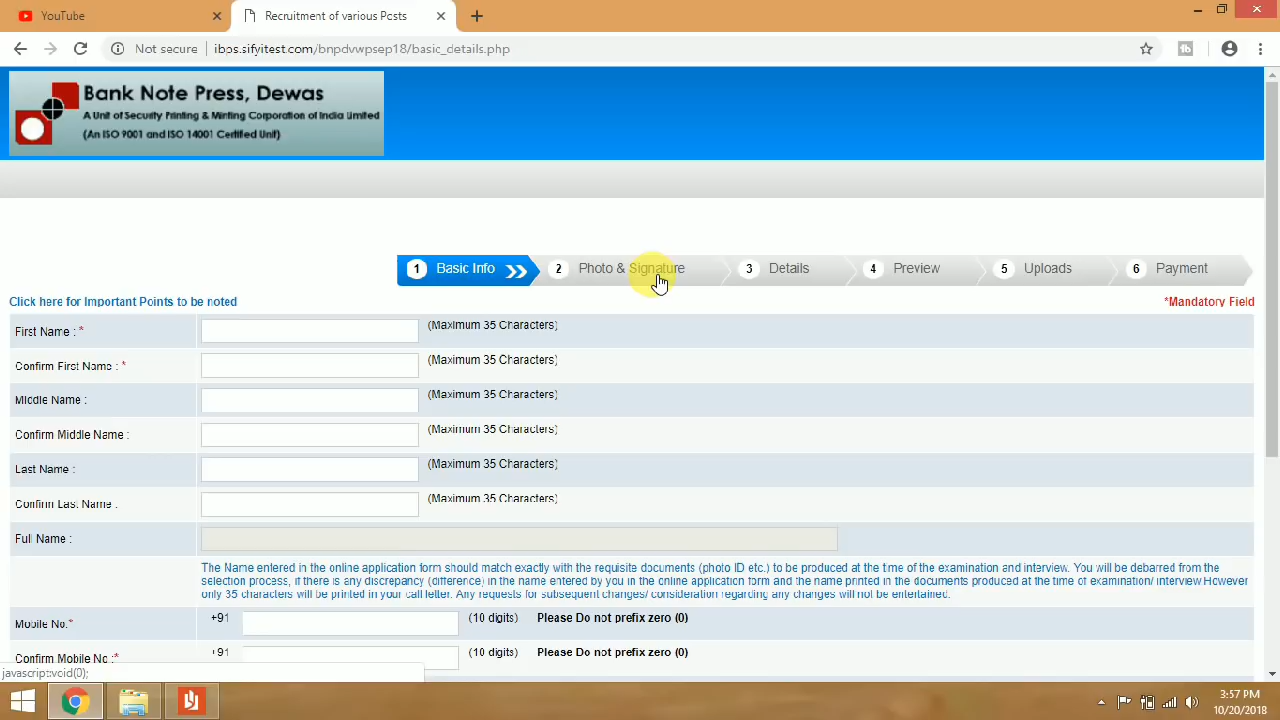 YouTube
Recruitment of various Posts
Not secure
ibps.sifyitest.com/bnpdvwpsep18/basic_details.php
Bank Note Press, Dewas
A Unit of Security Printing & Minting Corporation of India Limited
(An ISO 9001 and ISO 14001 Certified Unit)
1 Basic Info
2 Photo & Signature
3 Details
4 Preview
5 Uploads
6 Payment
Click here for Important Points to be noted
*Mandatory Field
First Name : * (Maximum 35 Characters)
Confirm First Name : * (Maximum 35 Characters)
Middle Name : (Maximum 35 Characters)
Confirm Middle Name : (Maximum 35 Characters)
Last Name : (Maximum 35 Characters)
Confirm Last Name : (Maximum 35 Characters)
Full Name :
The Name entered in the online application form should match exactly with the requisite documents (photo ID etc.) to be produced at the time of the examination and interview. You will be debarred from the
selection process, if there is any discrepancy (difference) in the name entered by you in the online application form and the name printed in the documents produced at the time of examination/ interview.However
only 35 characters will be printed in your call letter. Any requests for subsequent changes/ consideration regarding any changes will not be entertained.
Mobile No.* +91 (10 digits) Please Do not prefix zero (0)
Confirm Mobile No :* +91 (10 digits) Please Do not prefix zero (0)
javascript:void(0);
3:57 PM
10/20/2018